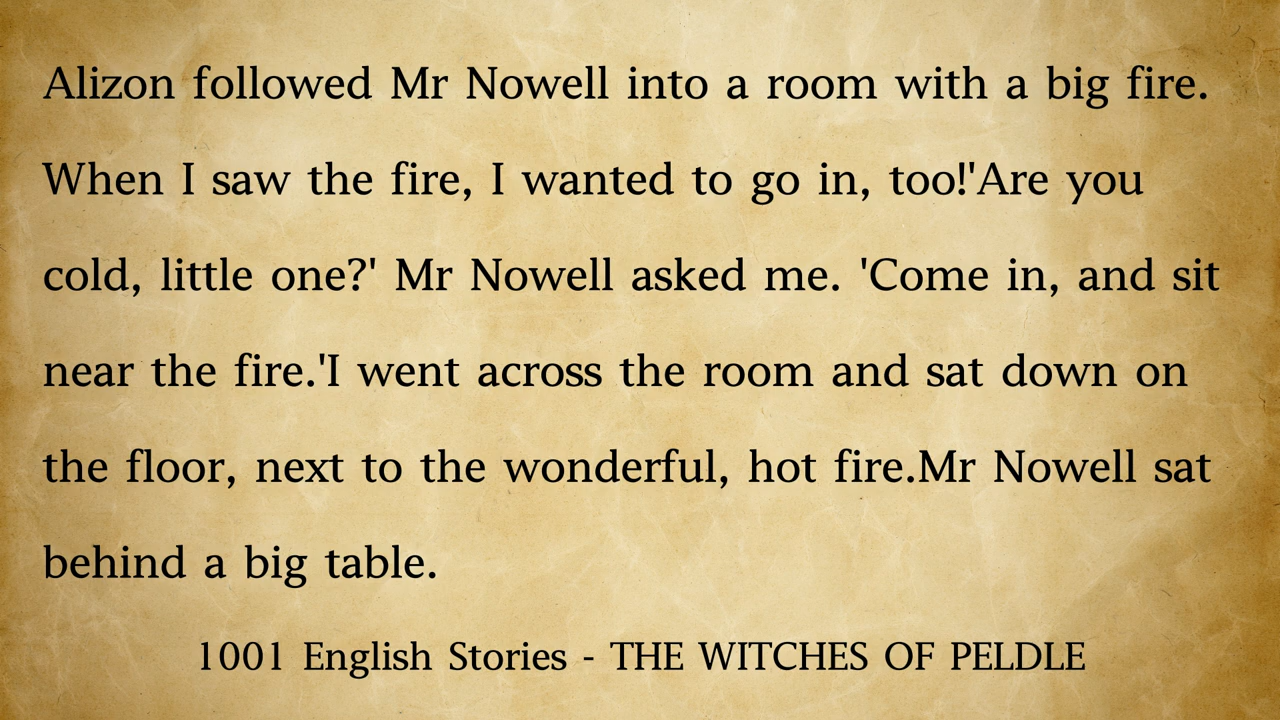 Alizon followed Mr Nowell into a room with a big fire.
When I saw the fire, I wanted to go in, too!'Are you
cold, little one?' Mr Nowell asked me. 'Come in, and sit
near the fire.'I went across the room and sat down on
the floor, next to the wonderful, hot fire.Mr Nowell sat
behind a big table.
1001 English Stories - THE WITCHES OF PELDLE